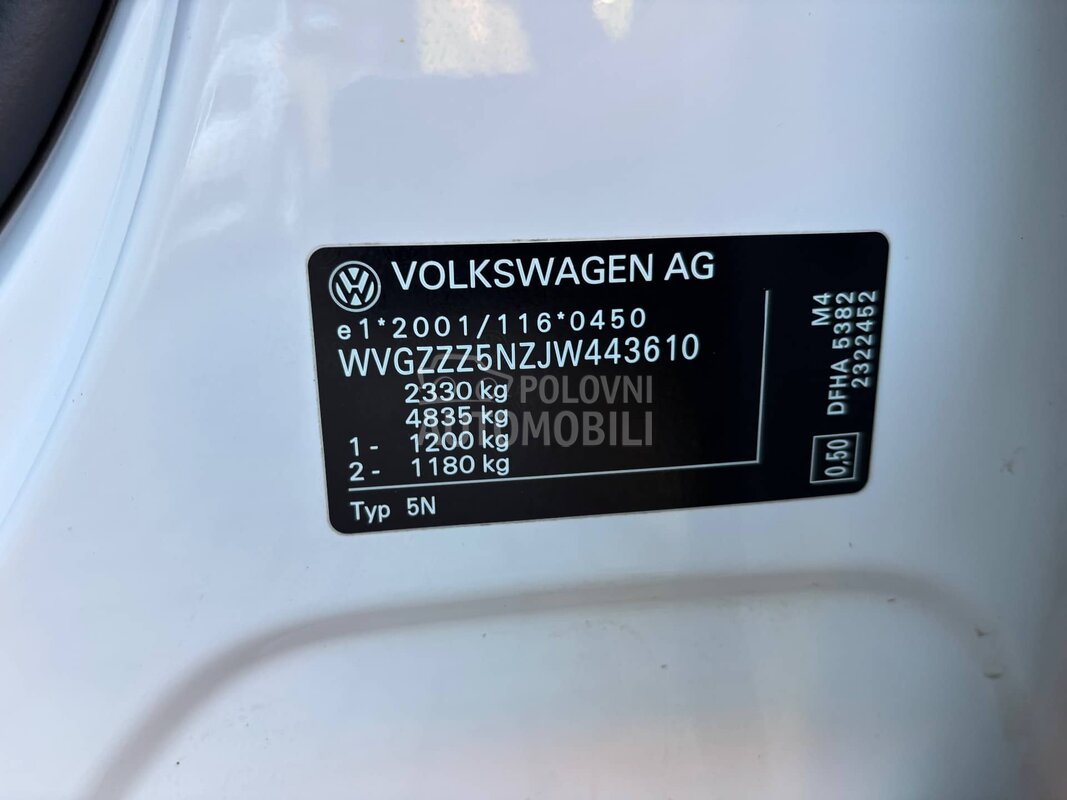 VOLKSWAGEN AG
e1*2001/116*0450
WVGZZZ5NZJW443610
2330 kg
4835 kg
1 - 1200 kg
2 - 1180 kg
Typ 5N
M4
DFHA 5382
2322452
0,50
POLOVNI
AUTOMOBILI